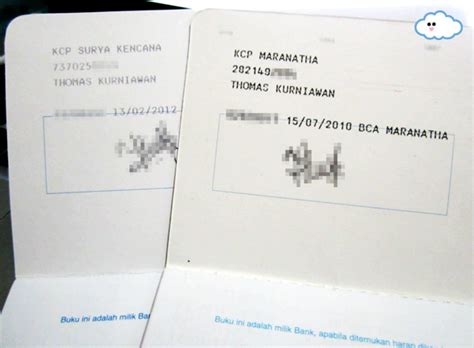 KCP SURYA KENCANA
737025
THOMAS KURNIAWAN
13/02/2012
Buku ini adalah milik Bank,
KCP MARANATHA
282140
THOMAS KURNIAWAN
15/07/2010 BCA MARANATHA
Buku ini adalah milik Bank, apabila ditemukan harap